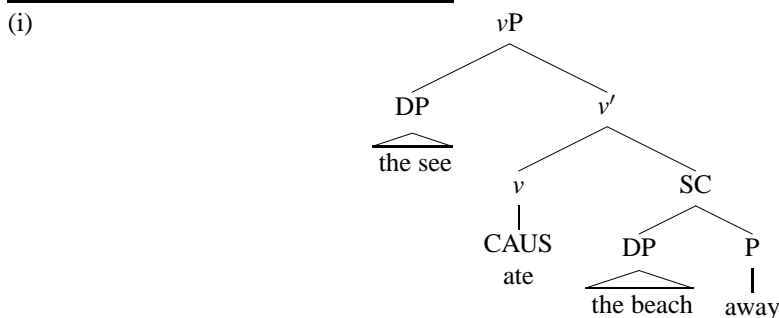 (i) vP
DP v′
the see
v SC
CAUS DP P
ate
the beach away